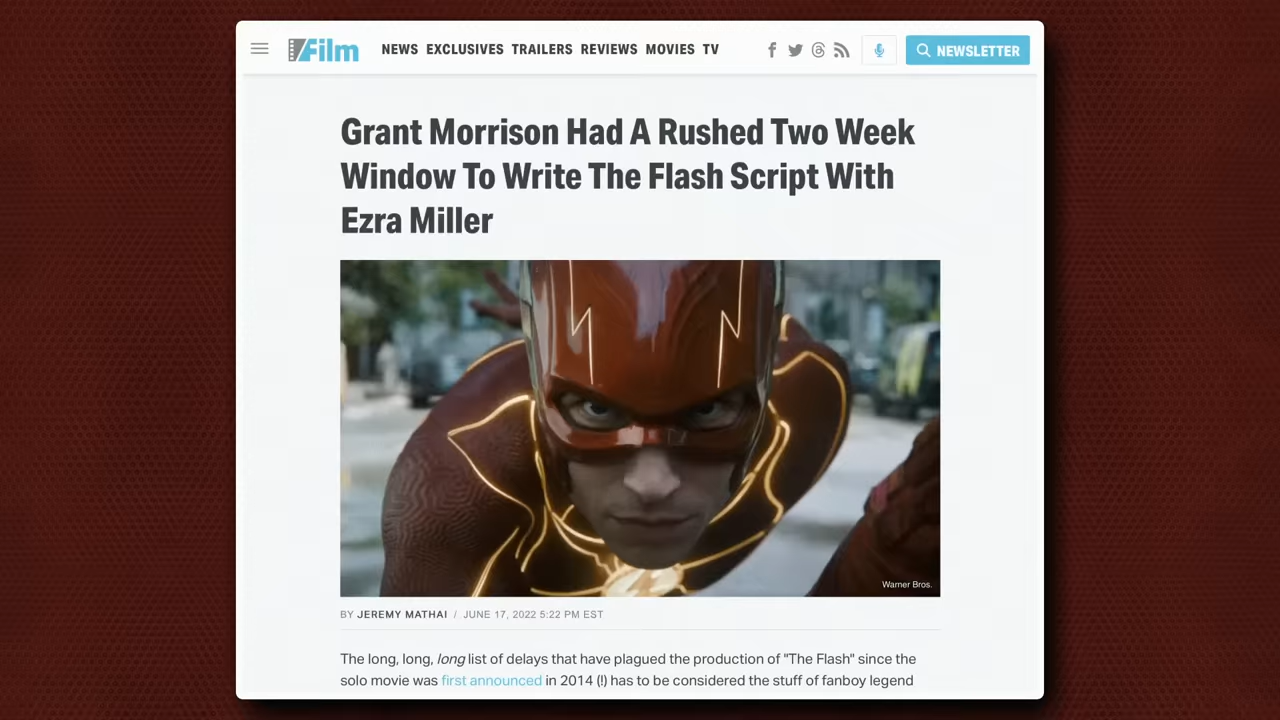 /Film
NEWS EXCLUSIVES TRAILERS REVIEWS MOVIES TV
NEWSLETTER
Grant Morrison Had A Rushed Two Week
Window To Write The Flash Script With
Ezra Miller
Warner Bros.
BY JEREMY MATHAI / JUNE 17, 2022 5:22 PM EST
The long, long, long list of delays that have plagued the production of "The Flash" since the
solo movie was first announced in 2014 (!) has to be considered the stuff of fanboy legend